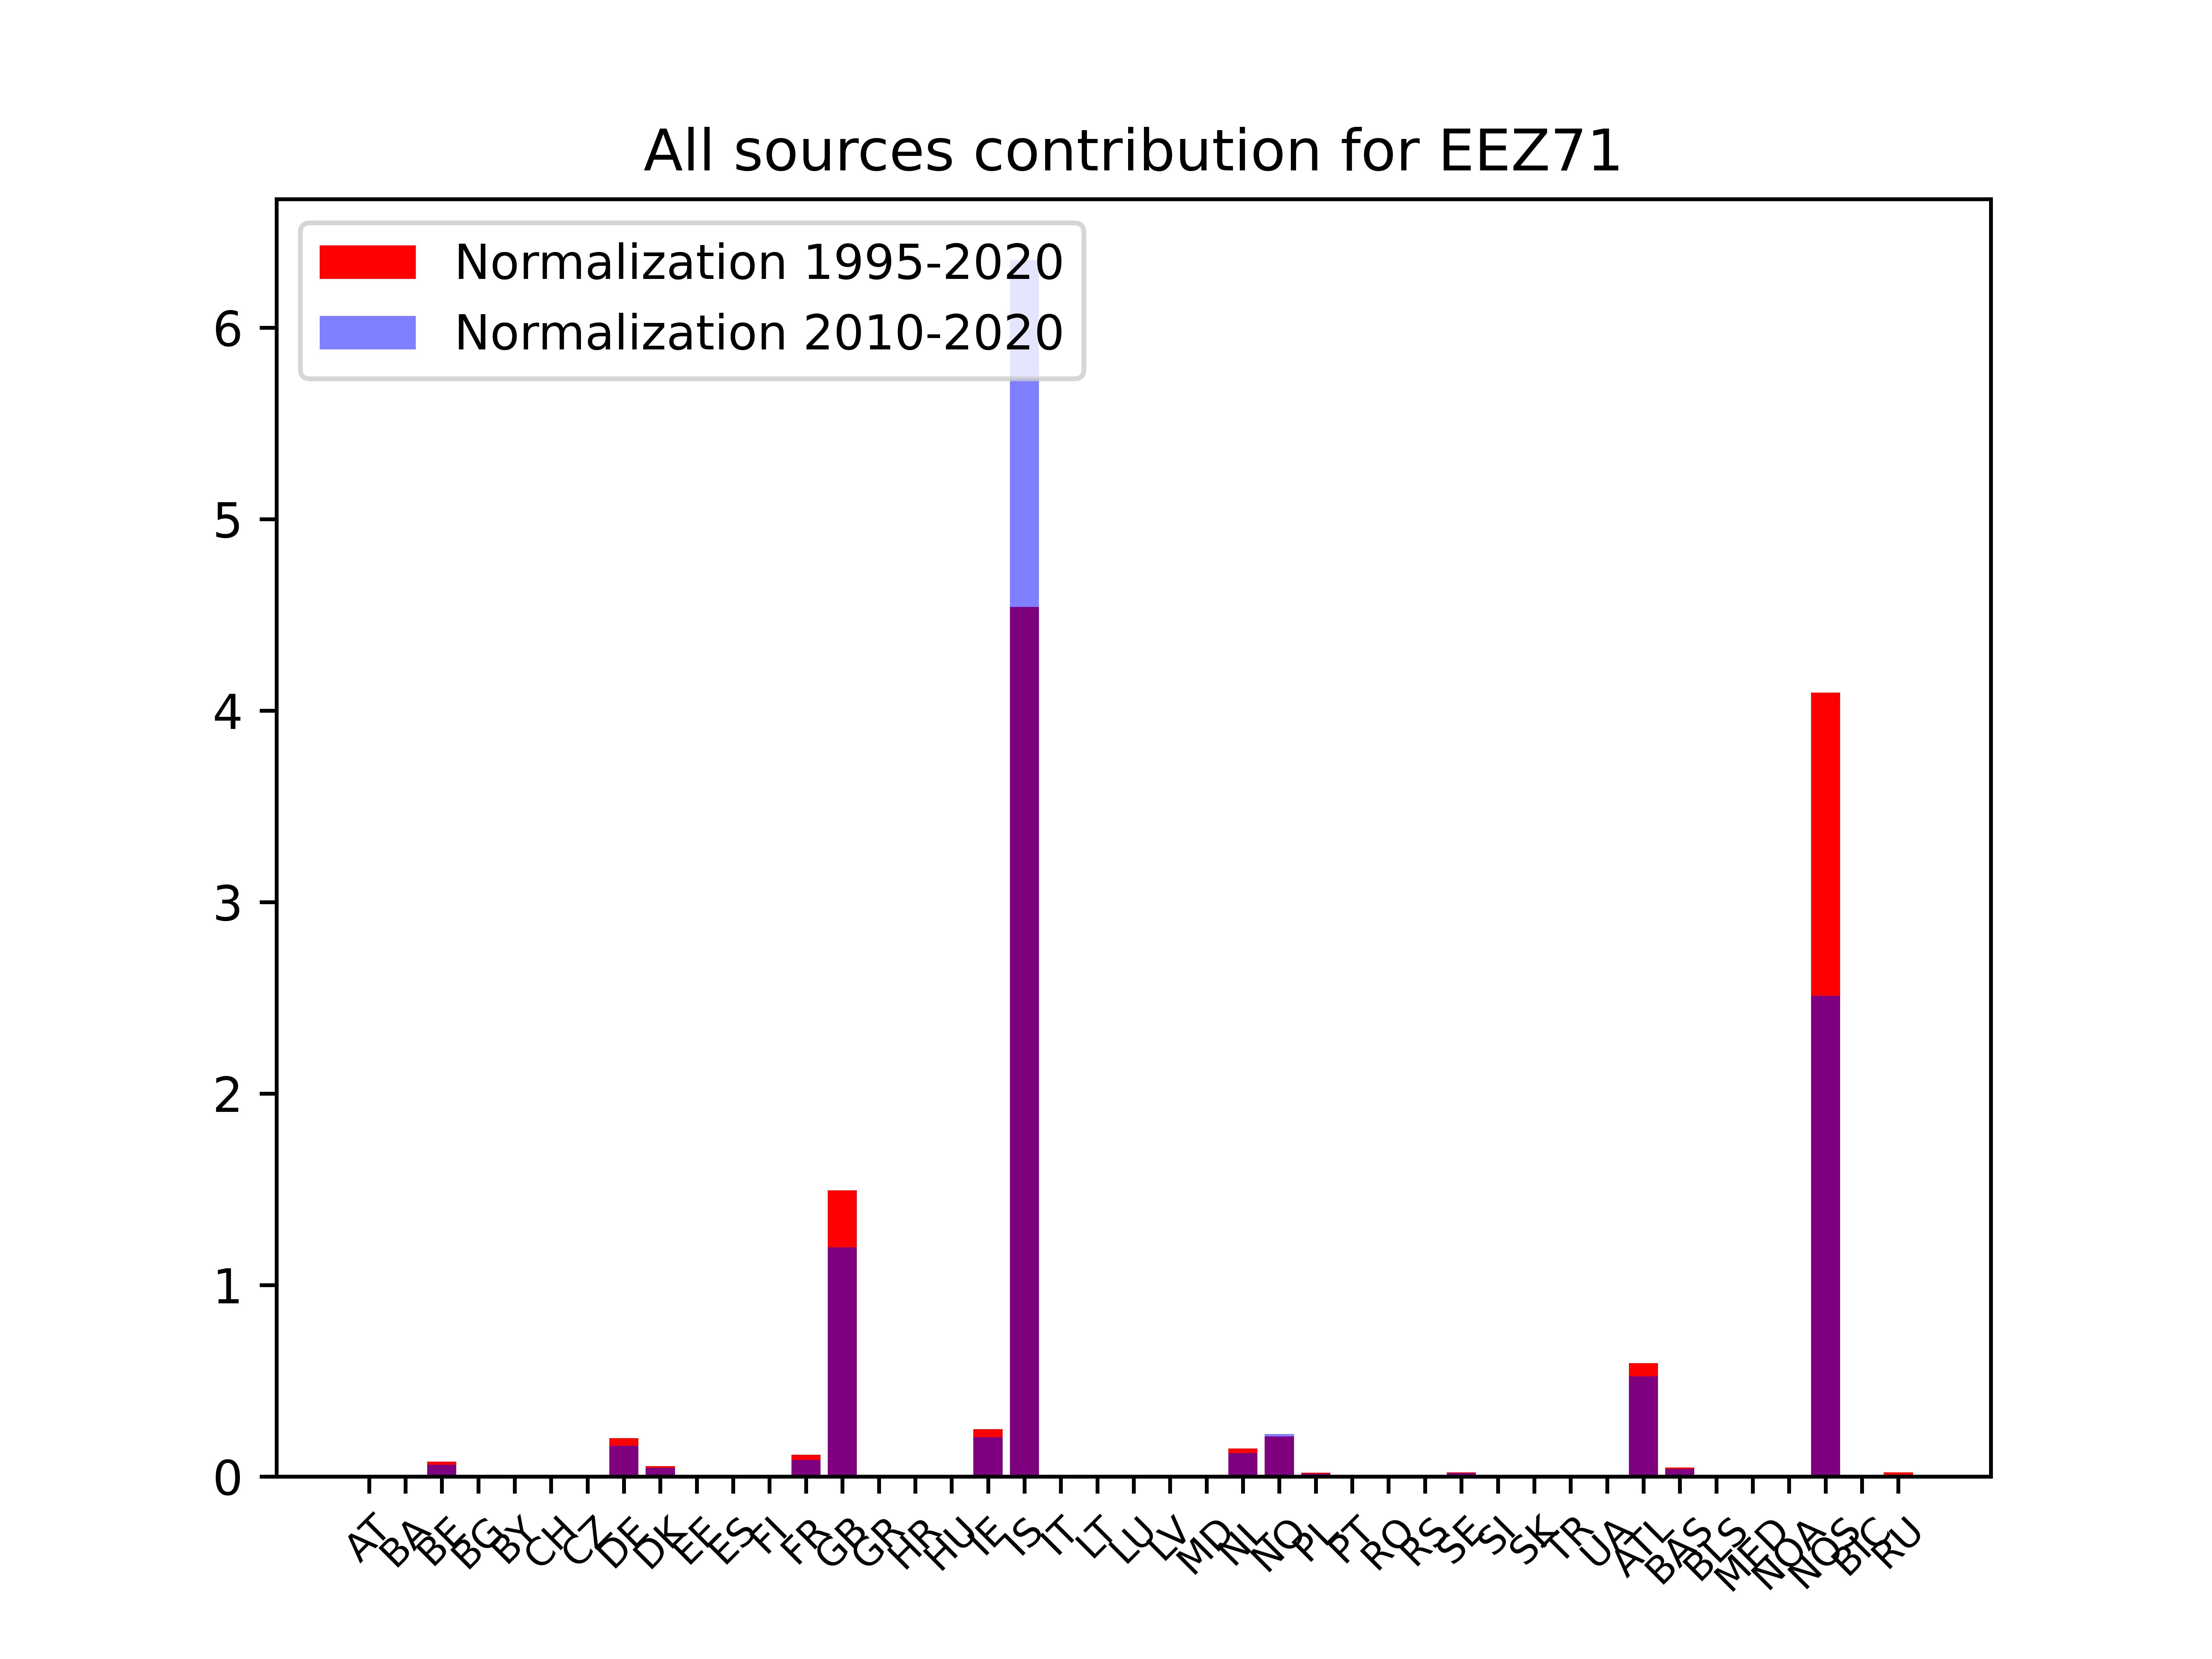 All sources contribution for EEZ71
Normalization 1995-2020
Normalization 2010-2020
6
5
4
3
2
1
0
AT
BA
BE
BG
BY
CH
CZ
DE
DK
EE
ES
FI
FR
GB
GR
HR
HU
IE
IS
IT
LT
LU
LV
MD
NL
NO
PL
PT
RO
RS
SE
SI
SK
TR
UA
ATL
BAS
BLS
MED
NOA
NOS
BIC
RU